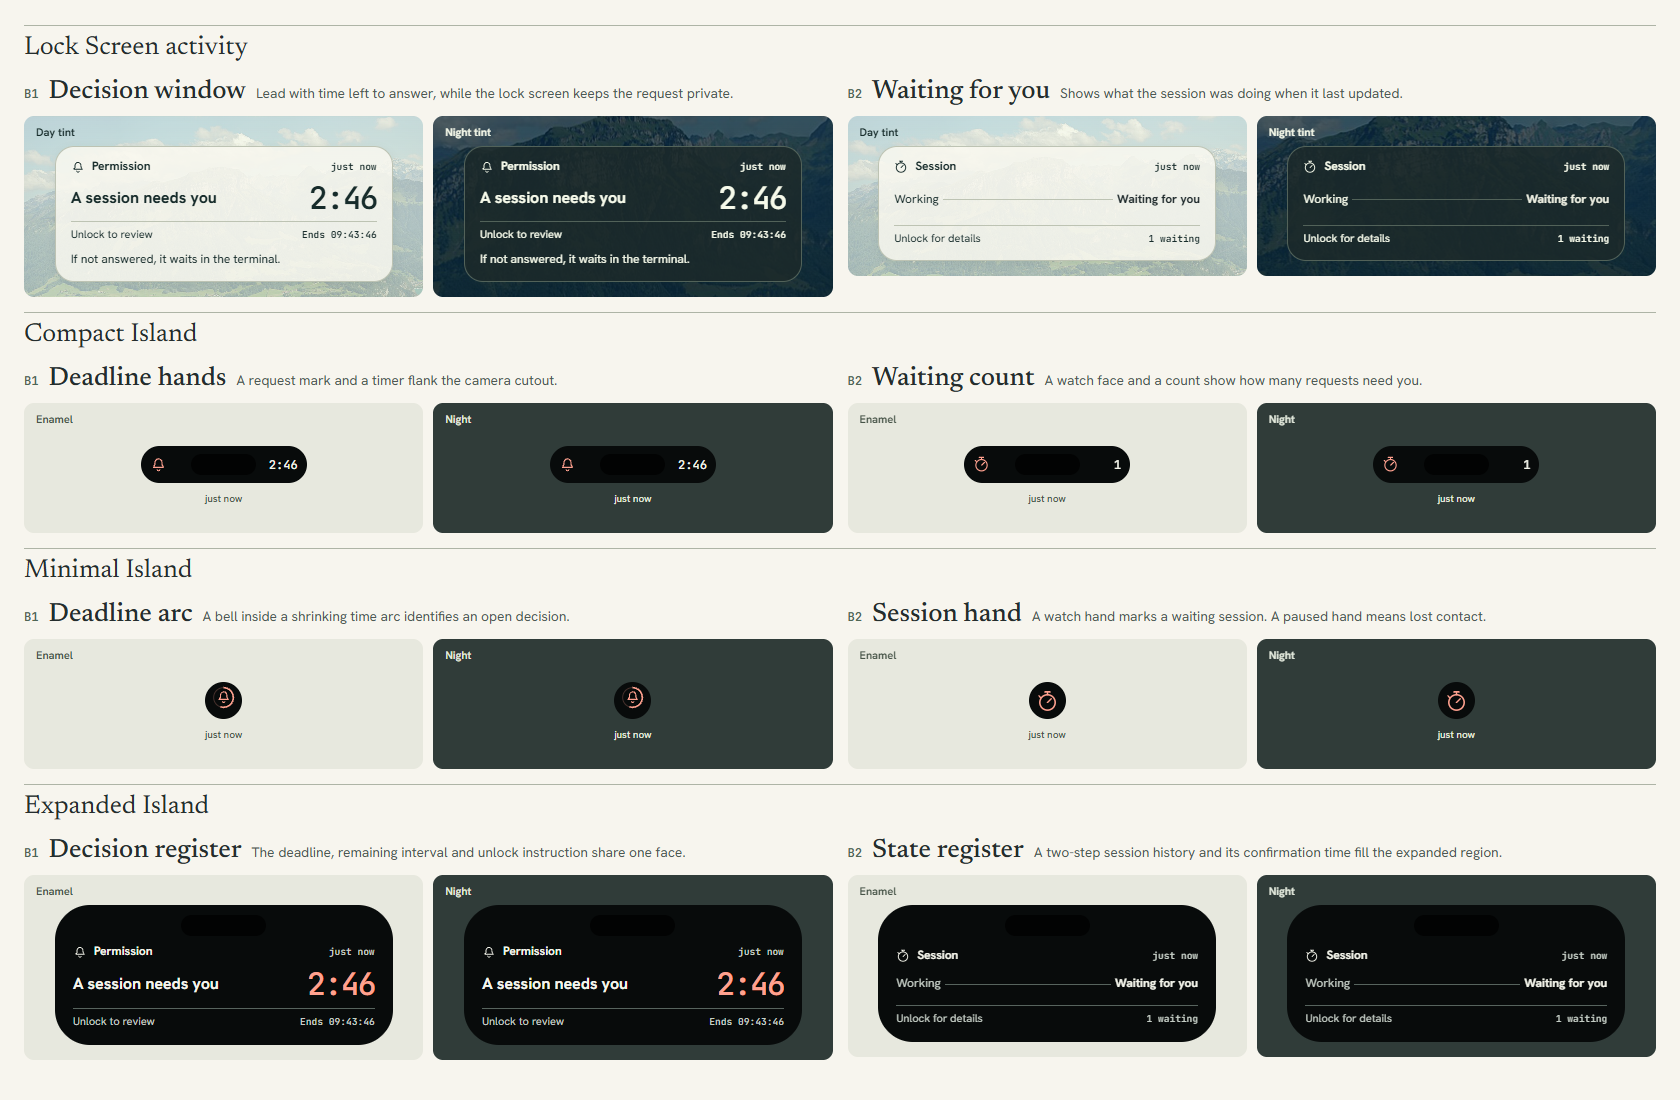 Lock Screen activity
B1 Decision window Lead with time left to answer, while the lock screen keeps the request private.
Day tint
Permission just now
A session needs you 2:46
Unlock to review Ends 09:43:46
If not answered, it waits in the terminal.
Night tint
Permission just now
A session needs you 2:46
Unlock to review Ends 09:43:46
If not answered, it waits in the terminal.
B2 Waiting for you Shows what the session was doing when it last updated.
Day tint
Session just now
Working Waiting for you
Unlock for details 1 waiting
Night tint
Session just now
Working Waiting for you
Unlock for details 1 waiting
Compact Island
B1 Deadline hands A request mark and a timer flank the camera cutout.
Enamel
2:46
just now
Night
2:46
just now
B2 Waiting count A watch face and a count show how many requests need you.
Enamel
1
just now
Night
1
just now
Minimal Island
B1 Deadline arc A bell inside a shrinking time arc identifies an open decision.
Enamel
just now
Night
just now
B2 Session hand A watch hand marks a waiting session. A paused hand means lost contact.
Enamel
just now
Night
just now
Expanded Island
B1 Decision register The deadline, remaining interval and unlock instruction share one face.
Enamel
Permission just now
A session needs you 2:46
Unlock to review Ends 09:43:46
Night
Permission just now
A session needs you 2:46
Unlock to review Ends 09:43:46
B2 State register A two-step session history and its confirmation time fill the expanded region.
Enamel
Session just now
Working Waiting for you
Unlock for details 1 waiting
Night
Session just now
Working Waiting for you
Unlock for details 1 waiting